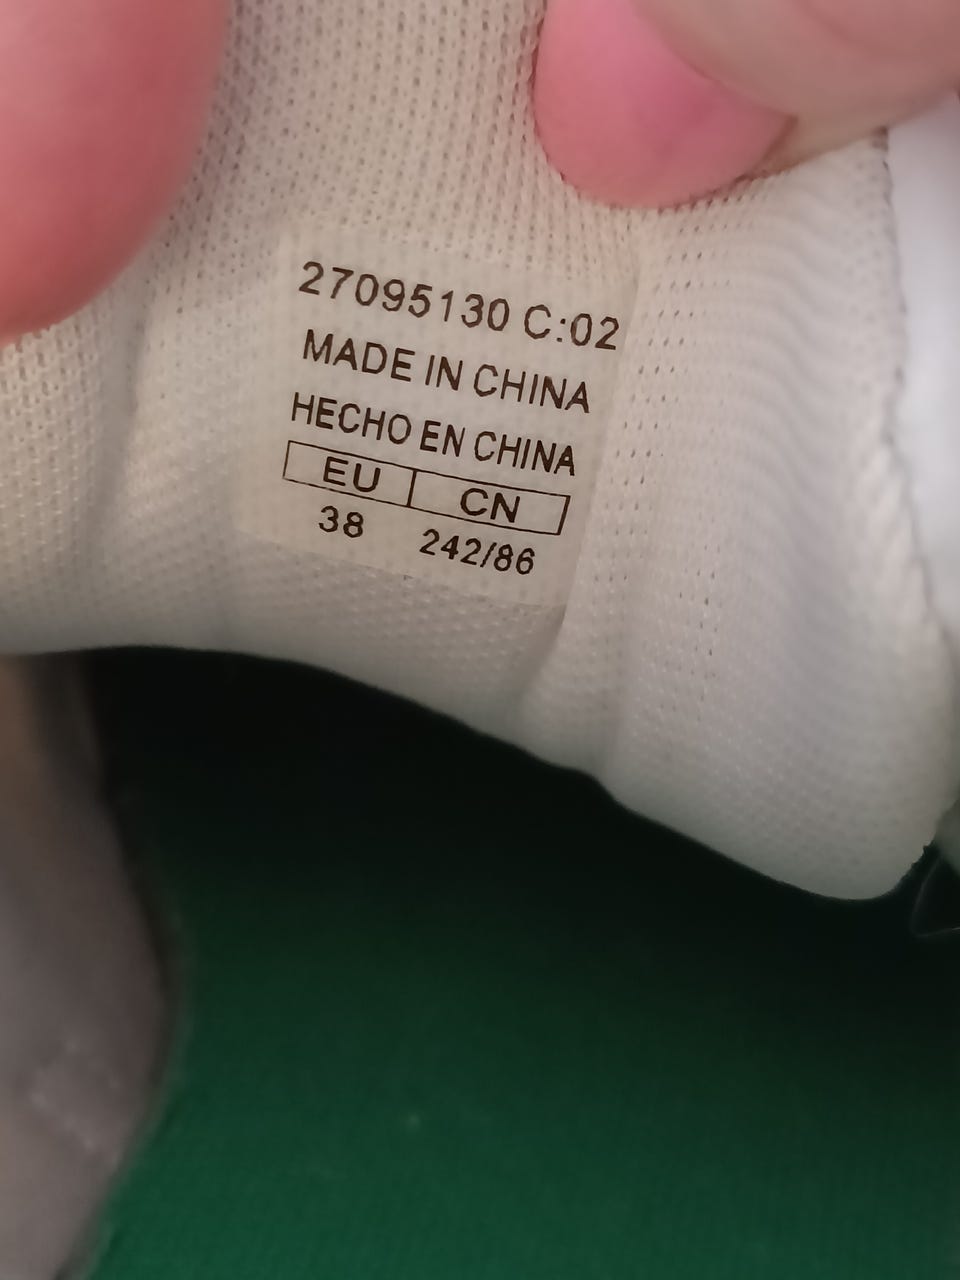 27095130 C:02
MADE IN CHINA
HECHO EN CHINA
EU CN
38 242/86